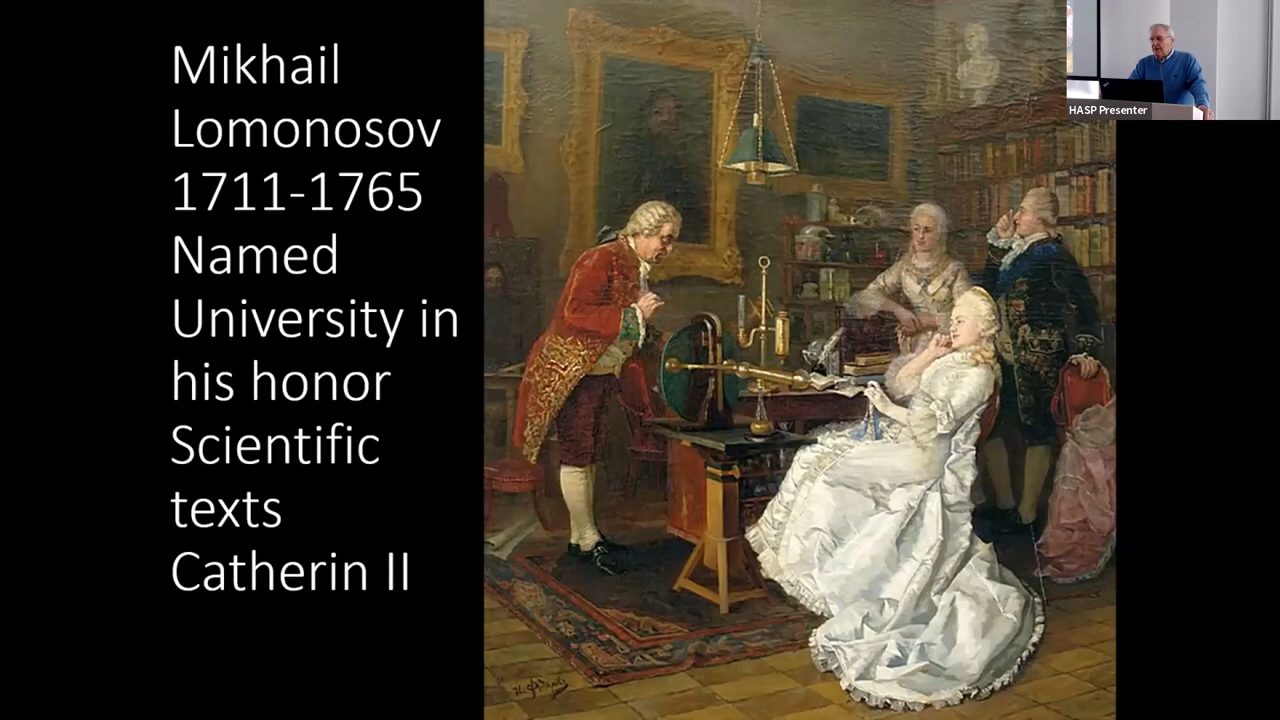 Mikhail
Lomonosov
1711-1765
Named
University in
his honor
Scientific
texts
Catherin II
HASP Presenter